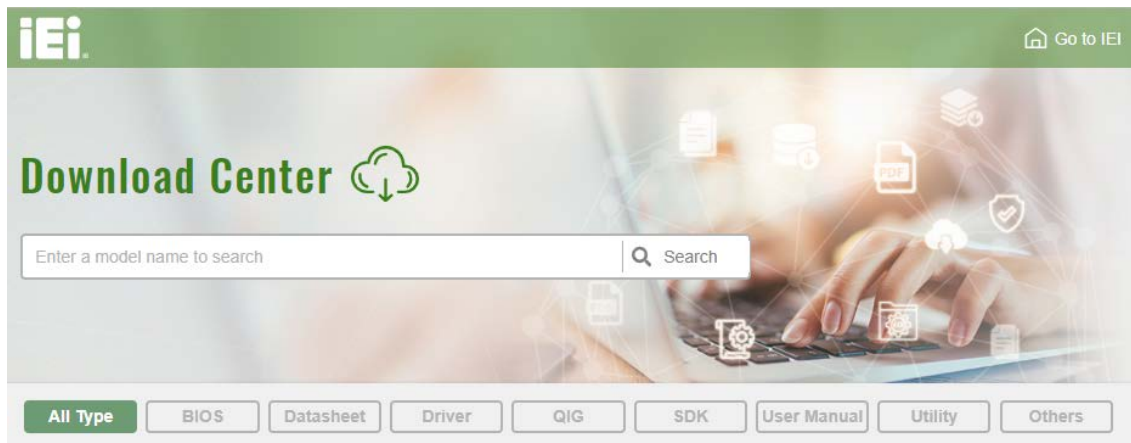 iEi.
Go to IEI
Download Center
Enter a model name to search
Search
PDF
All Type
BIOS
Datasheet
Driver
QIG
SDK
User Manual
Utility
Others